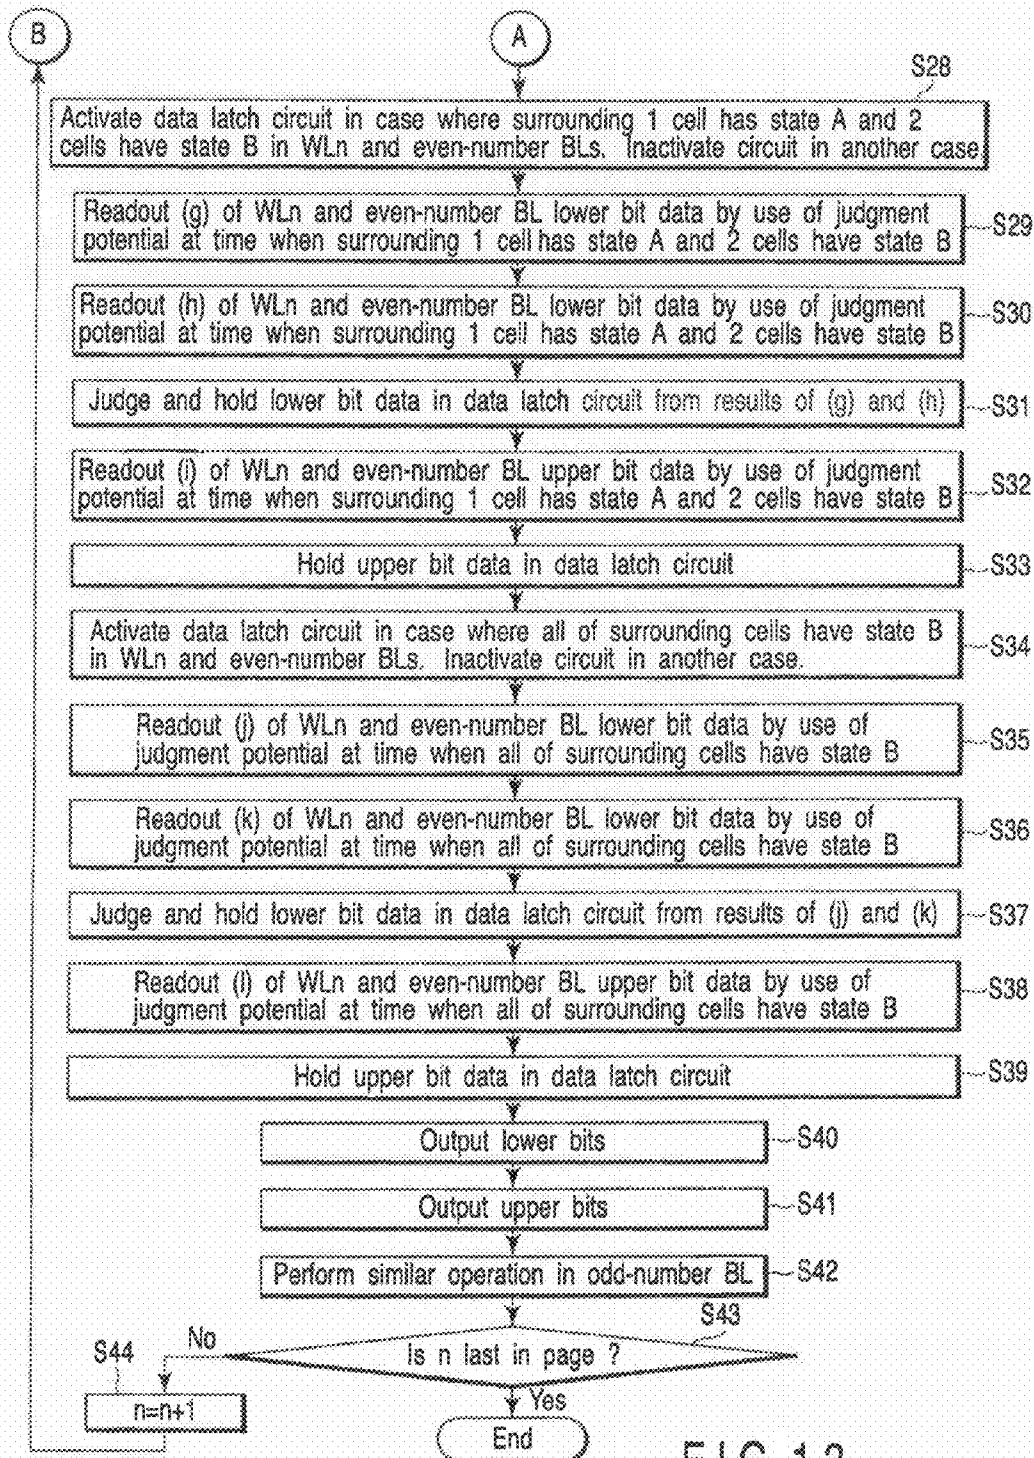 B
A
S28
Activate data latch circuit in case where surrounding 1 cell has state A and 2
cells have state B in WLn and even-number BLs. Inactivate circuit in another case
Readout (g) of WLn and even-number BL lower bit data by use of judgment
potential at time when surrounding 1 cell has state A and 2 cells have state B
S29
Readout (h) of WLn and even-number BL lower bit data by use of judgment
potential at time when surrounding 1 cell has state A and 2 cells have state B
S30
Judge and hold lower bit data in data latch circuit from results of (g) and (h)
S31
Readout (i) of WLn and even-number BL upper bit data by use of judgment
potential at time when surrounding 1 cell has state A and 2 cells have state B
S32
Hold upper bit data in data latch circuit
S33
Activate data latch circuit in case where all of surrounding cells have state B
in WLn and even-number BLs. Inactivate circuit in another case.
S34
Readout (j) of WLn and even-number BL lower bit data by use of
judgment potential at time when all of surrounding cells have state B
S35
Readout (k) of WLn and even-number BL lower bit data by use of
judgment potential at time when all of surrounding cells have state B
S36
Judge and hold lower bit data in data latch circuit from results of (j) and (k)
S37
Readout (l) of WLn and even-number BL upper bit data by use of
judgment potential at time when all of surrounding cells have state B
S38
Hold upper bit data in data latch circuit
S39
Output lower bits
S40
Output upper bits
S41
Perform similar operation in odd-number BL
S42
S43
Is n last in page ?
No
S44
n=n+1
Yes
End